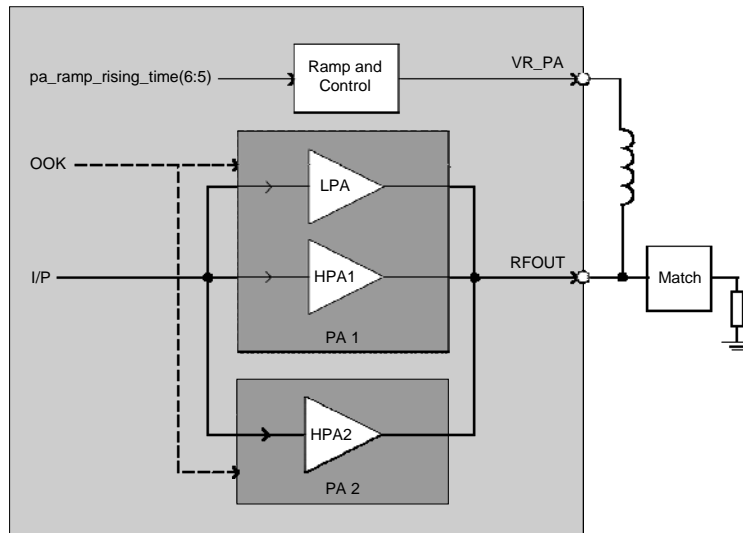 pa_ramp_rising_time(6:5)
Ramp and
Control
VR_PA
OOK
LPA
I/P
HPA1
RFOUT
Match
PA 1
HPA2
PA 2